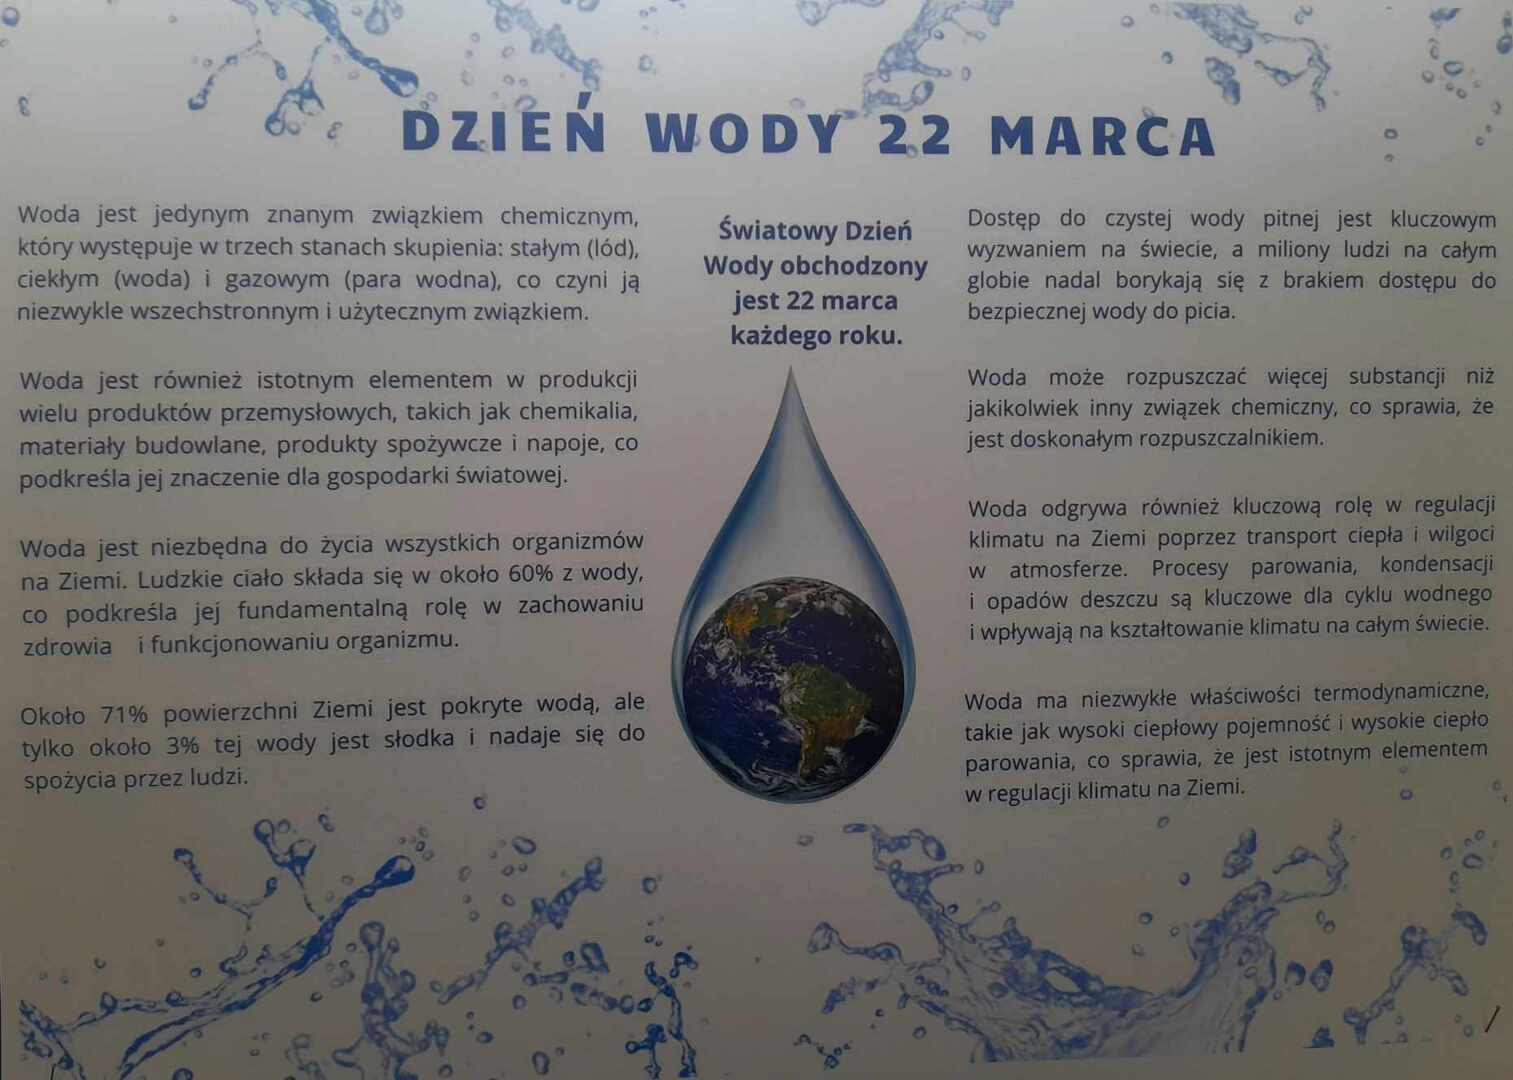 DZIEŃ WODY 22 MARCA
Woda jest jedynym znanym związkiem chemicznym,
który występuje w trzech stanach skupienia: stałym (lód),
ciekłym (woda) i gazowym (para wodna), co czyni ją
niezwykle wszechstronnym i użytecznym związkiem.
Woda jest również istotnym elementem w produkcji
wielu produktów przemysłowych, takich jak chemikalia,
materiały budowlane, produkty spożywcze i napoje, co
podkreśla jej znaczenie dla gospodarki światowej.
Woda jest niezbędna do życia wszystkich organizmów
na Ziemi. Ludzkie ciało składa się w około 60% z wody,
co podkreśla jej fundamentalną rolę w zachowaniu
zdrowia i funkcjonowaniu organizmu.
Około 71% powierzchni Ziemi jest pokryte wodą, ale
tylko około 3% tej wody jest słodka i nadaje się do
spożycia przez ludzi.
Światowy Dzień
Wody obchodzony
jest 22 marca
każdego roku.
Dostęp do czystej wody pitnej jest kluczowym
wyzwaniem na świecie, a miliony ludzi na całym
globie nadal borykają się z brakiem dostępu do
bezpiecznej wody do picia.
Woda może rozpuszczać więcej substancji niż
jakikolwiek inny związek chemiczny, co sprawia, że
jest doskonałym rozpuszczalnikiem.
Woda odgrywa również kluczową rolę w regulacji
klimatu na Ziemi poprzez transport ciepła i wilgoci
w atmosferze. Procesy parowania, kondensacji
i opadów deszczu są kluczowe dla cyklu wodnego
i wpływają na kształtowanie klimatu na całym świecie.
Woda ma niezwykłe właściwości termodynamiczne,
takie jak wysoki ciepłowy pojemność i wysokie ciepło
parowania, co sprawia, że jest istotnym elementem
w regulacji klimatu na Ziemi.